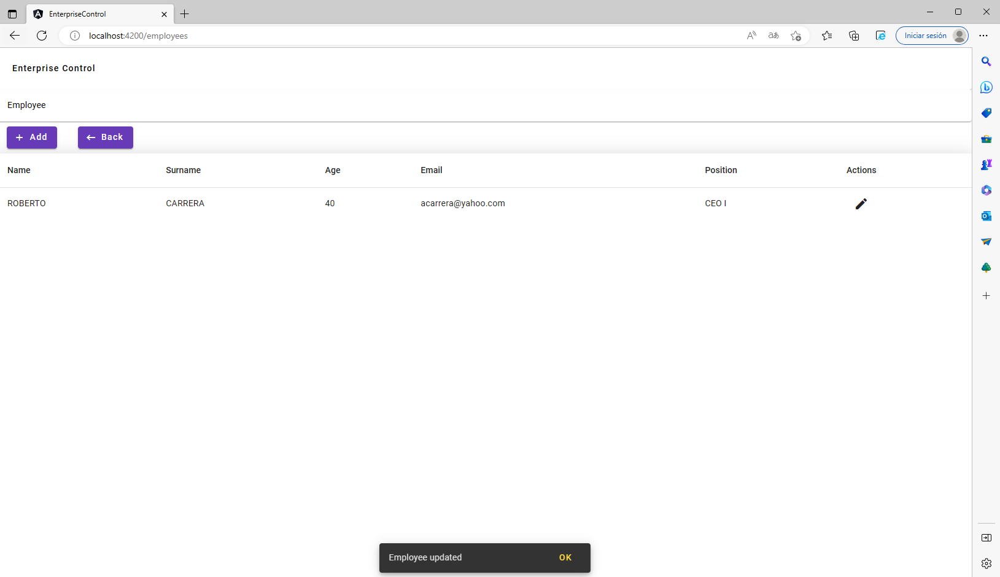 EnterpriseControl
localhost:4200/employees
Iniciar sesión
Enterprise Control
Employee
Add Back
Name Surname Age Email Position Actions
ROBERTO CARRERA 40 acarrera@yahoo.com CEO I
Employee updated OK